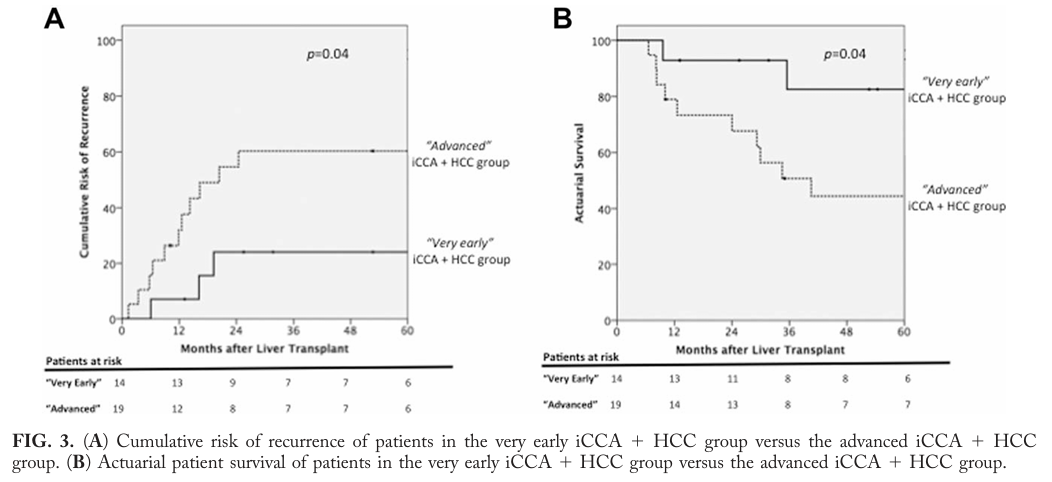 A
100
80
60
40
20
0
Cumulative Risk of Recurrence
p=0.04
"Advanced"
iCCA + HCC group
"Very early"
iCCA + HCC group
0 12 24 36 48 60
Months after Liver Transplant
Patients at risk
"Very Early" 14 13 9 7 7 6
"Advanced" 19 12 8 7 7 6
B
100
80
60
40
20
0
Actuarial Survival
p=0.04
"Very early"
iCCA + HCC group
"Advanced"
iCCA + HCC group
0 12 24 36 48 60
Months after Liver Transplant
Patients at risk
"Very Early" 14 13 11 8 8 6
"Advanced" 19 14 13 8 7 7
FIG. 3. (A) Cumulative risk of recurrence of patients in the very early iCCA + HCC group versus the advanced iCCA + HCC
group. (B) Actuarial patient survival of patients in the very early iCCA + HCC group versus the advanced iCCA + HCC group.